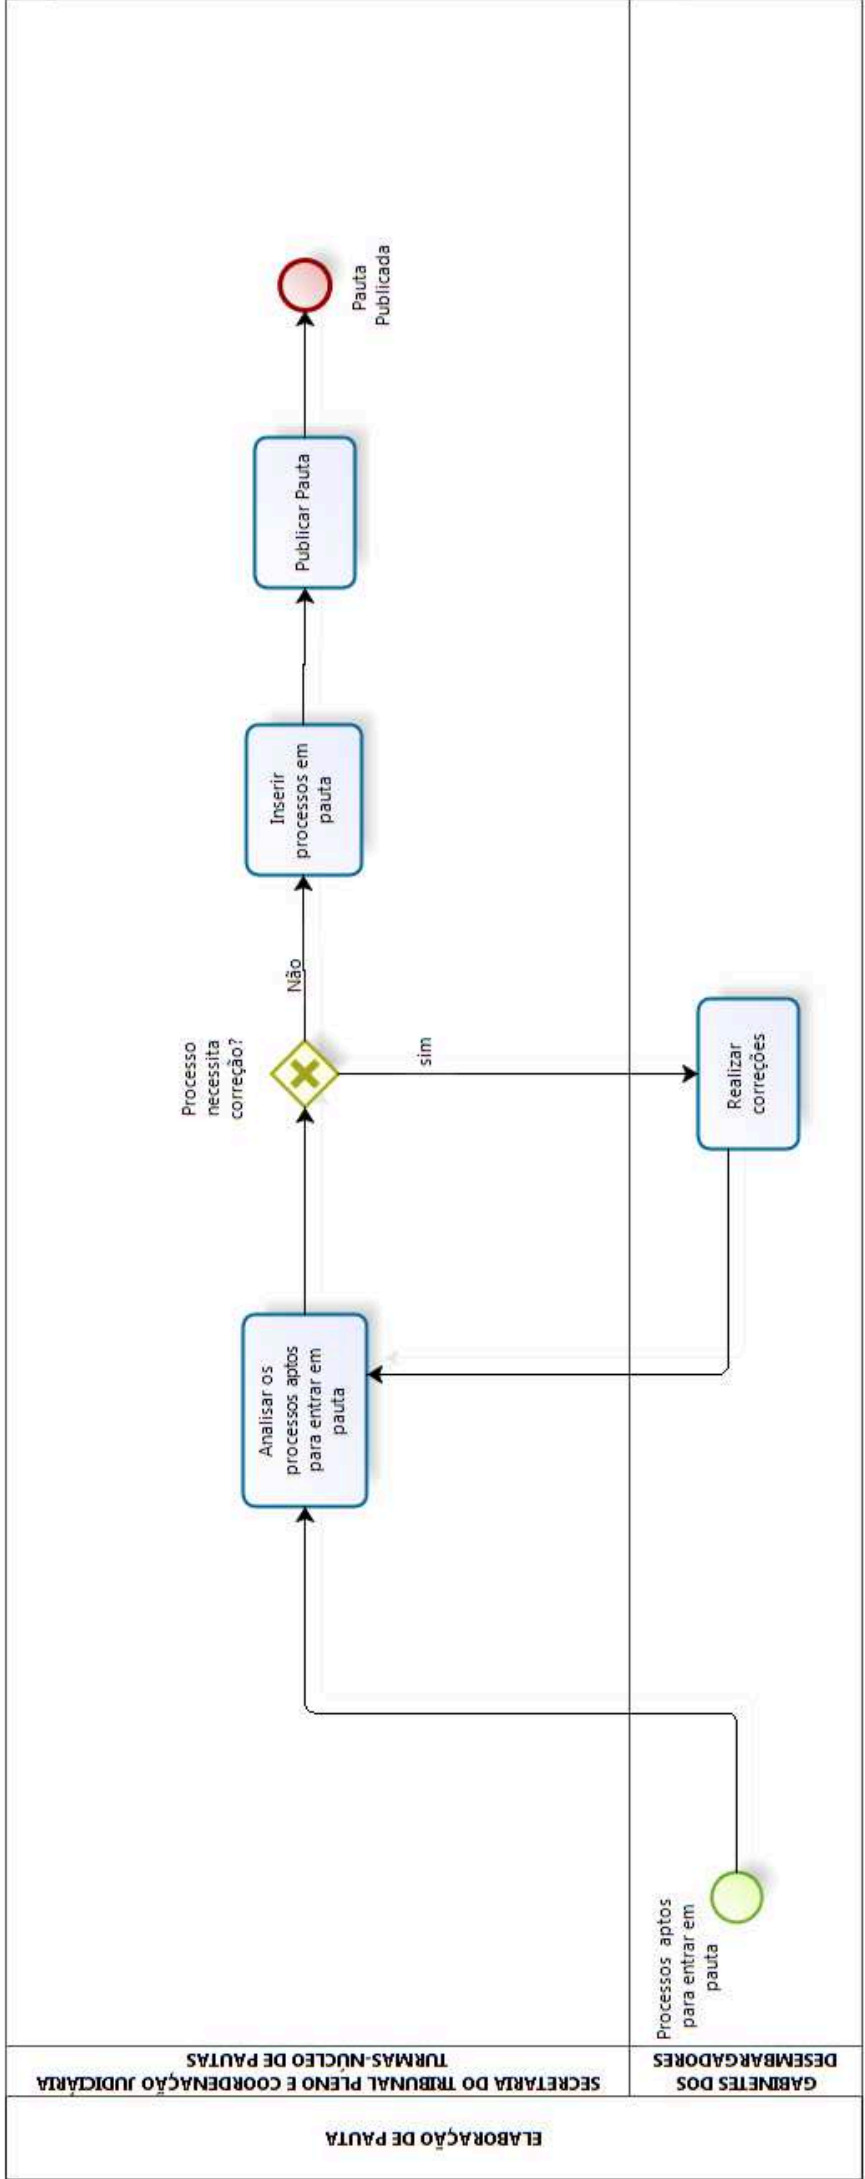 ELABORAÇÃO DE PAUTA
SECRETARIA DO TRIBUNAL PLENO E COORDENAÇÃO JUDICIÁRIA
TURMAS-NÚCLEO DE PAUTAS
GABINETES DOS
DESEMBARGADORES
Processos aptos
para entrar em
pauta
Analisar os
processos aptos
para entrar em
pauta
Processo
necessita
correção?
sim
Realizar
correções
Não
Inserir
processos em
pauta
Publicar Pauta
Pauta
Publicada